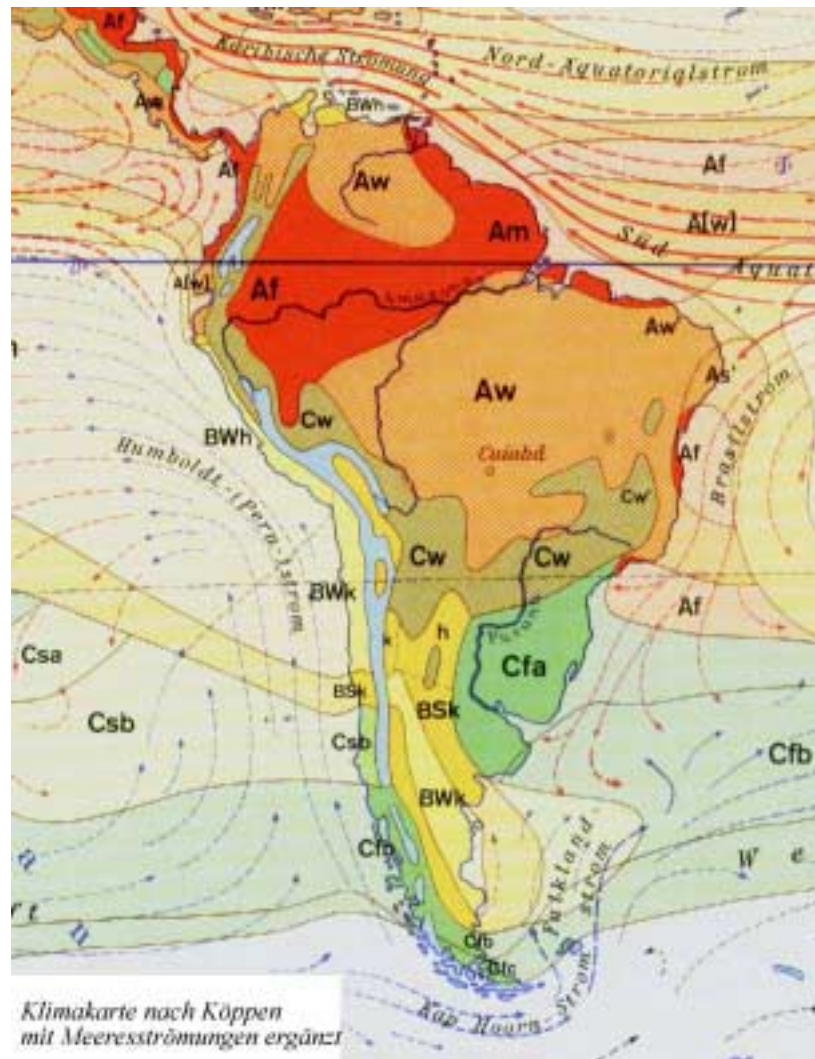 Af
Karibische Strömung
Nord-Äquatorialstrom
BWh
Aw
Af
Aw
Af
A[w]
Am
Süd
Äquat
A[w]
Af
Amazonas
Aw
As'
Aw
Cw
BWh
Cuiabá
Af
Brasilstrom
Humboldt-(Peru-)strom
Cw'
Cw
Cw
BWk
Af
k
h
Paraná
Csa
Cfa
BSk
BSk
Csb
Csb
Cfb
BWk
Cfb
Falkland-
strom
W e
f t
Cfb
Cfc
Kap Hoorn Strom
Klimakarte nach Köppen
mit Meeresströmungen ergänzt